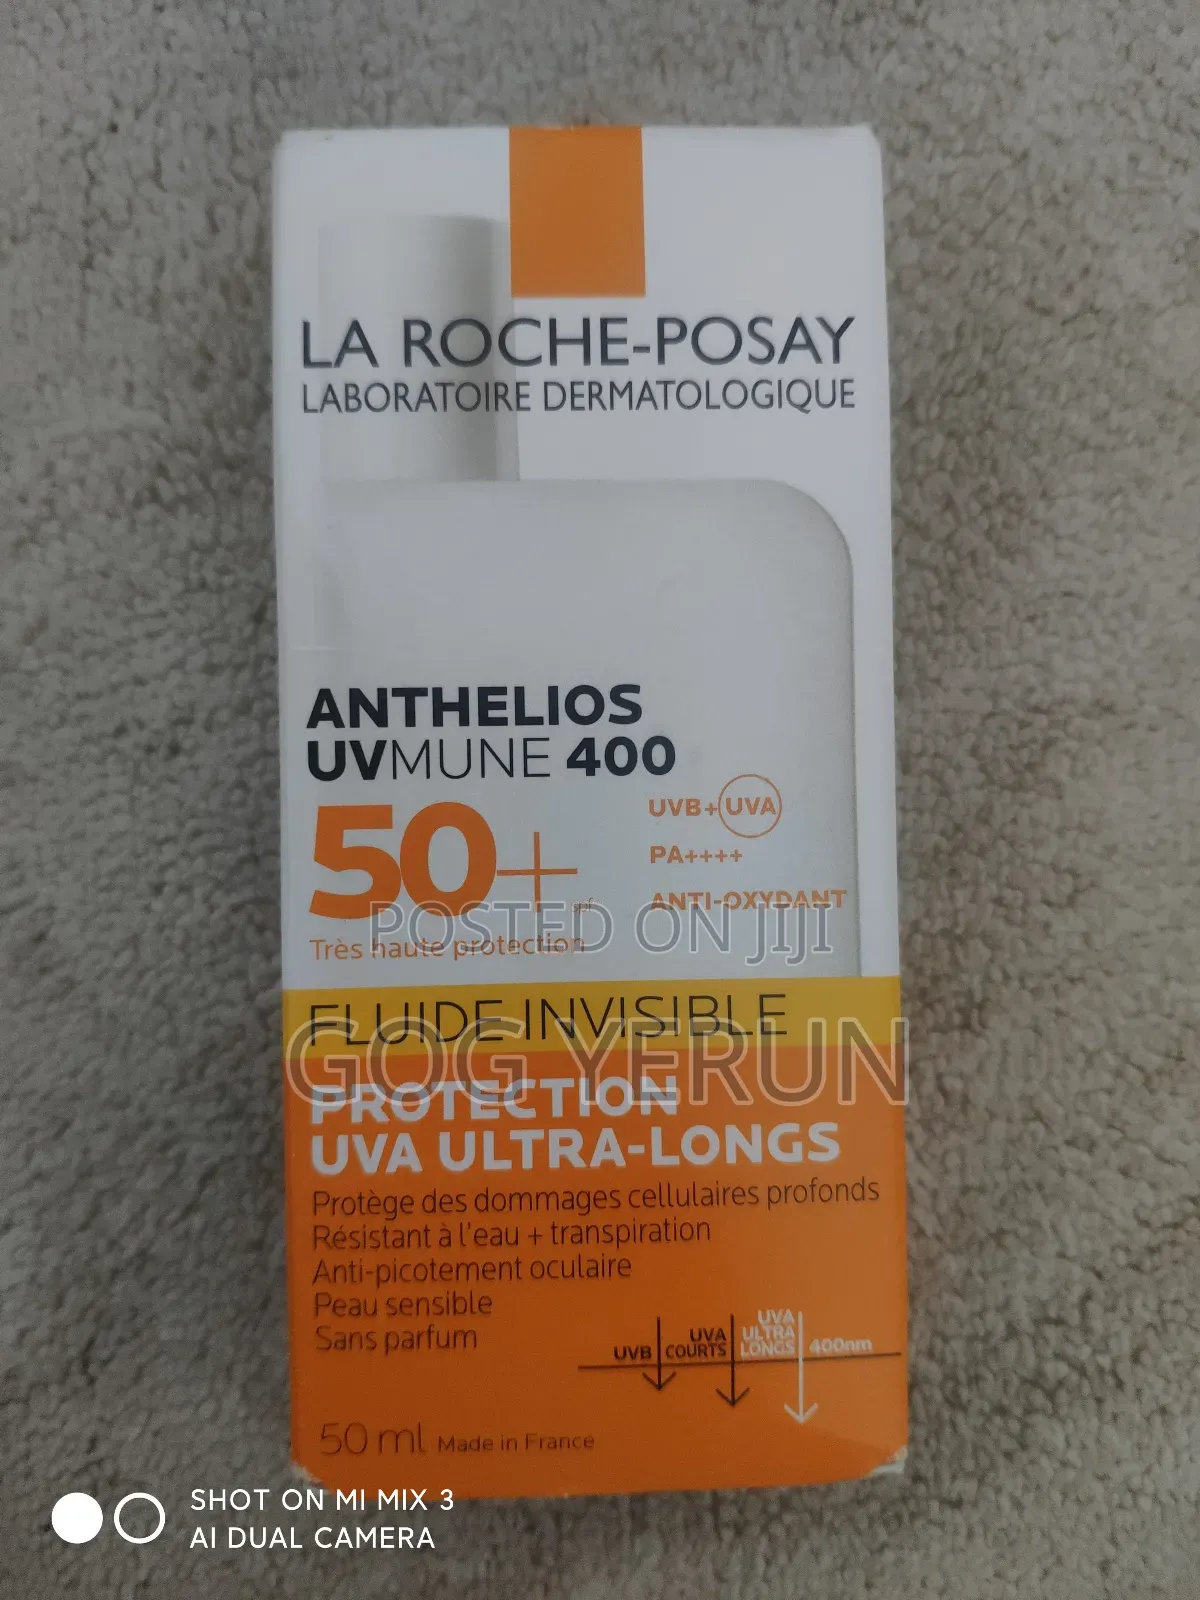 LA ROCHE-POSAY
LABORATOIRE DERMATOLOGIQUE
ANTHELIOS
UVMUNE 400
50+ spf
Très haute protection
UVB+UVA
PA++++
ANTI-OXYDANT
POSTED ON JIJI
FLUIDE INVISIBLE
GOG YERUN
PROTECTION
UVA ULTRA-LONGS
Protège des dommages cellulaires profonds
Résistant à l'eau + transpiration
Anti-picotement oculaire
Peau sensible
Sans parfum
UVB
UVA
COURTS
UVA
ULTRA
LONGS
400nm
50 ml Made in France
SHOT ON MI MIX 3
AI DUAL CAMERA